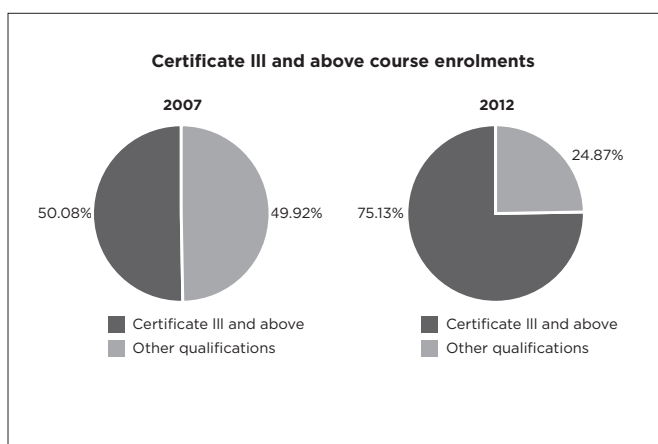 Certificate III and above course enrolments
2007
50.08%
49.92%
Certificate III and above
Other qualifications
2012
24.87%
75.13%
Certificate III and above
Other qualifications